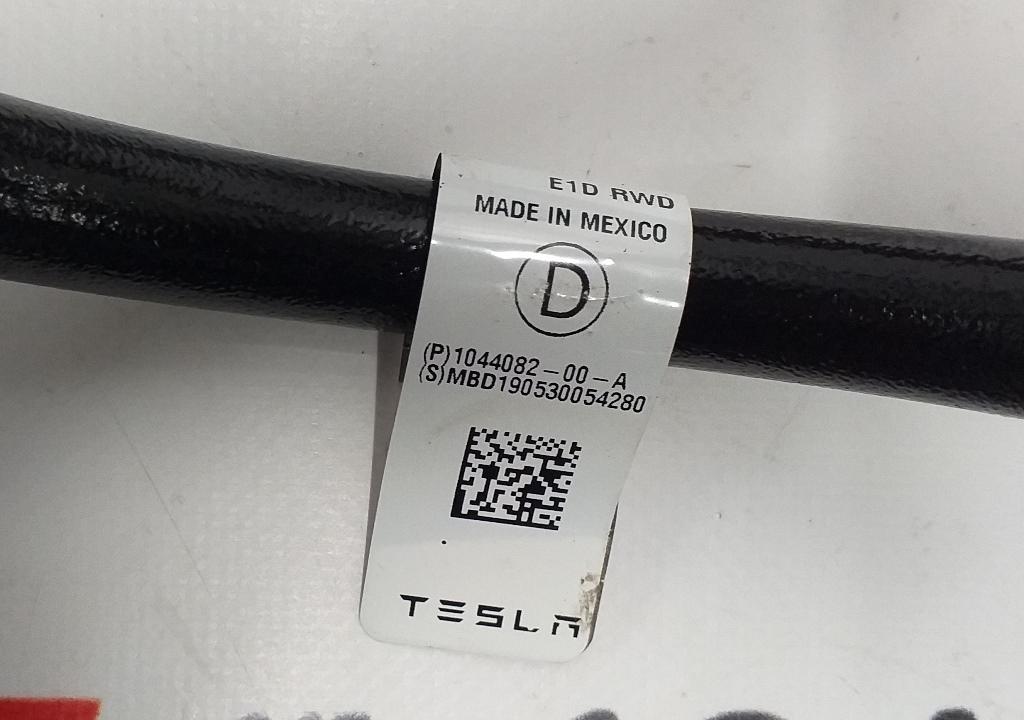 E1D RWD
MADE IN MEXICO
D
(P)1044082-00-A
(S)MBD190530054280
TESLA